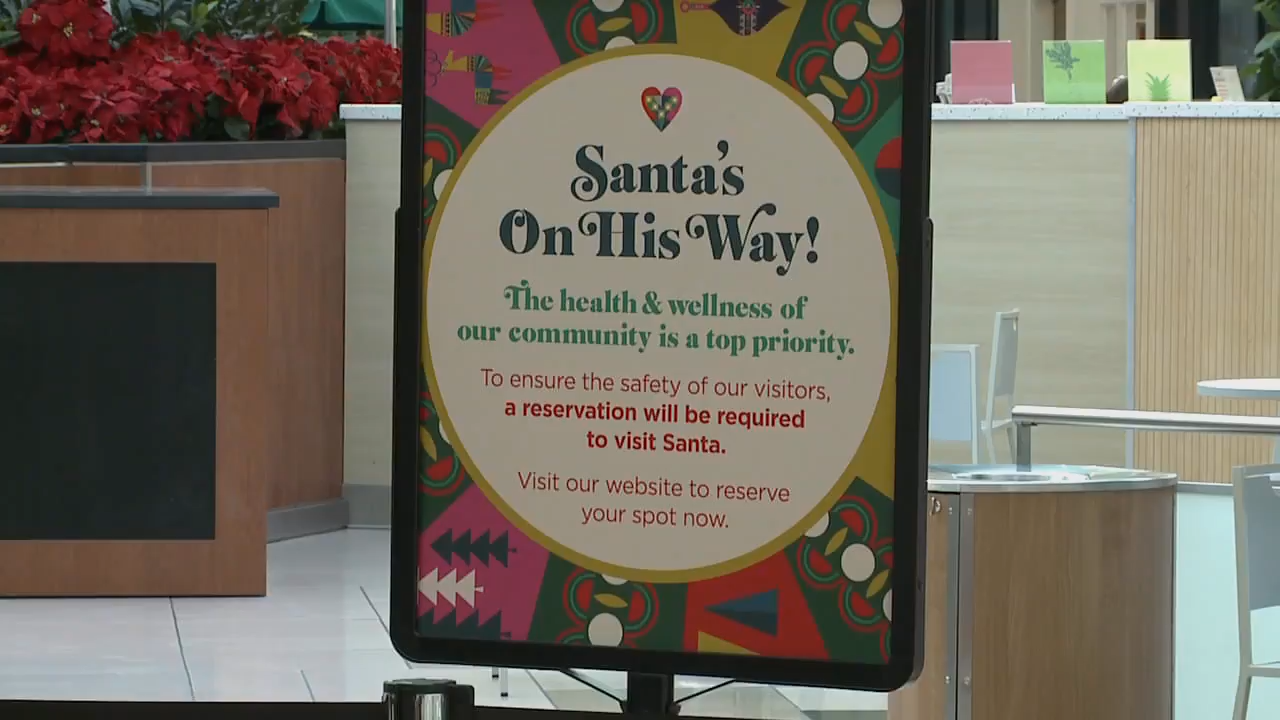 Santa's
On His Way!
The health & wellness of
our community is a top priority.
To ensure the safety of our visitors,
a reservation will be required
to visit Santa.
Visit our website to reserve
your spot now.